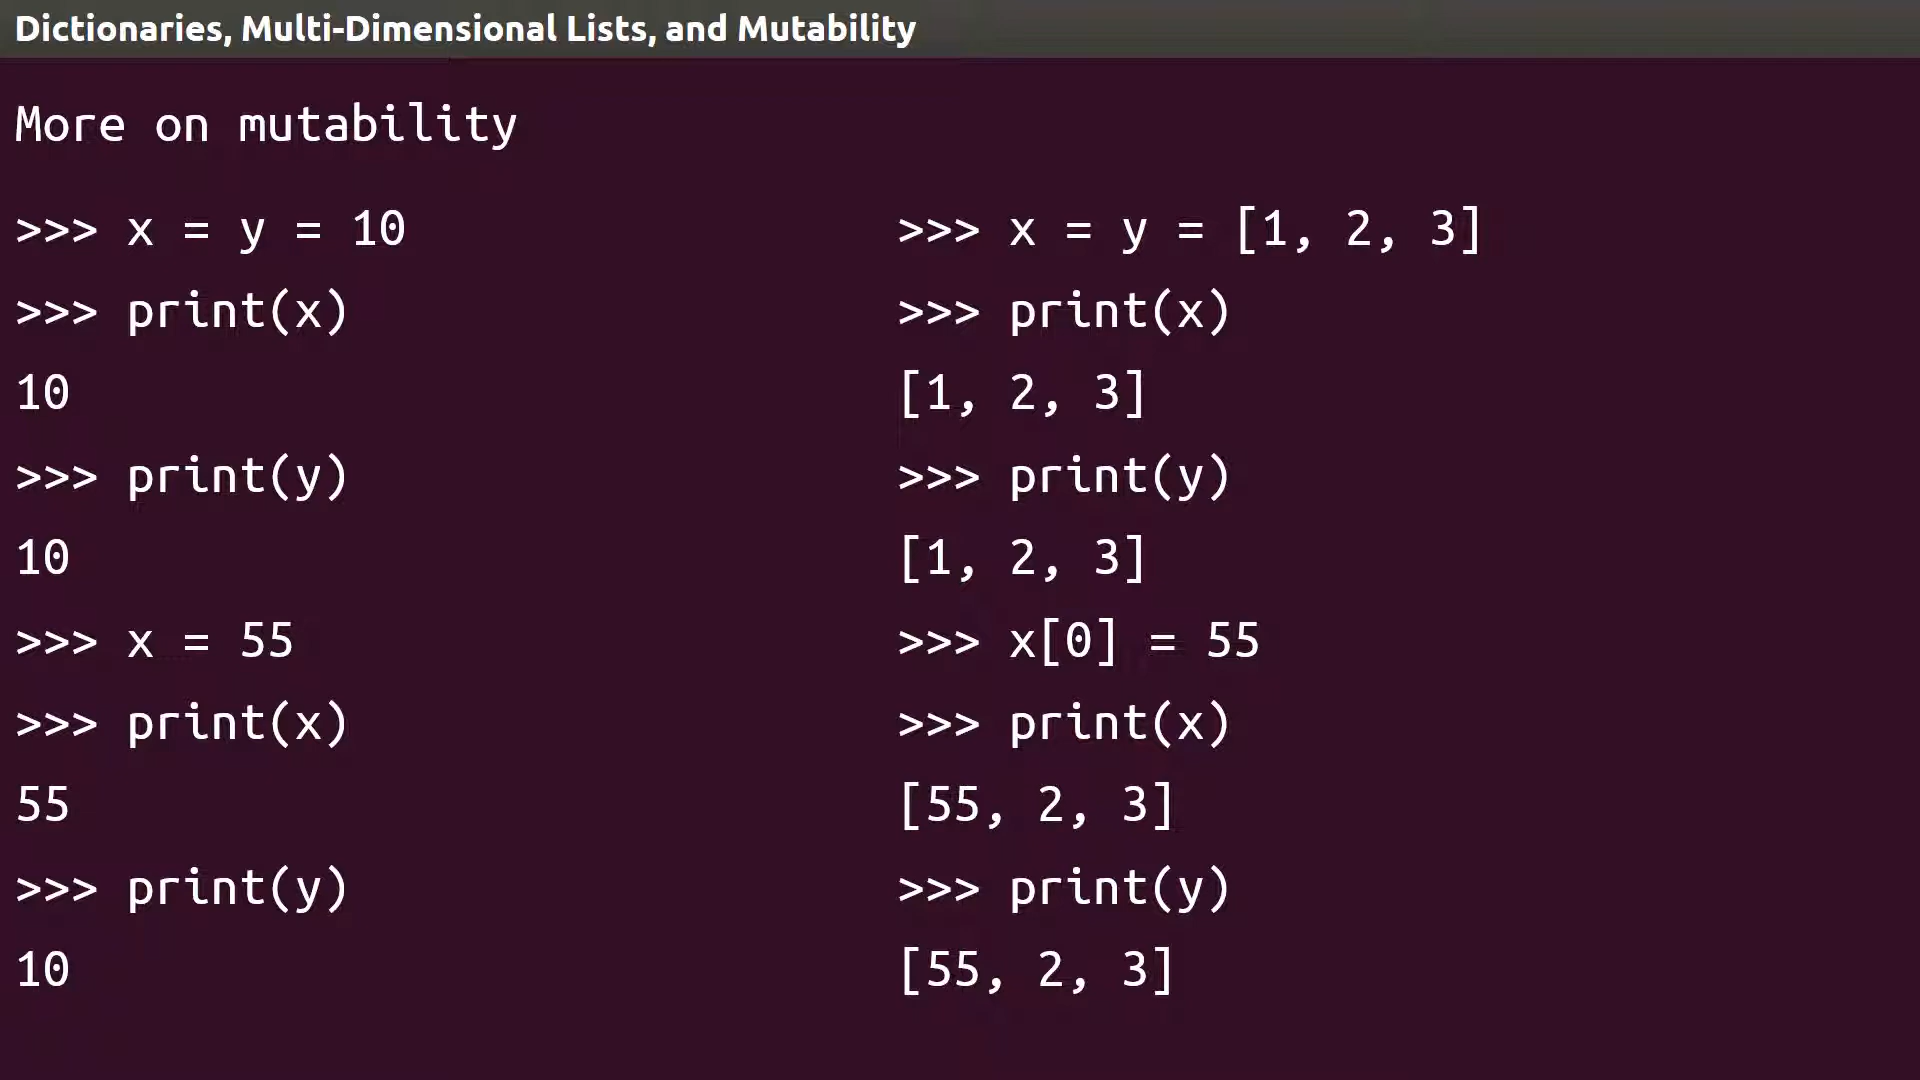 Dictionaries, Multi-Dimensional Lists, and Mutability
More on mutability
>>> x = y = 10
>>> print(x)
10
>>> print(y)
10
>>> x = 55
>>> print(x)
55
>>> print(y)
10
>>> x = y = [1, 2, 3]
>>> print(x)
[1, 2, 3]
>>> print(y)
[1, 2, 3]
>>> x[0] = 55
>>> print(x)
[55, 2, 3]
>>> print(y)
[55, 2, 3]